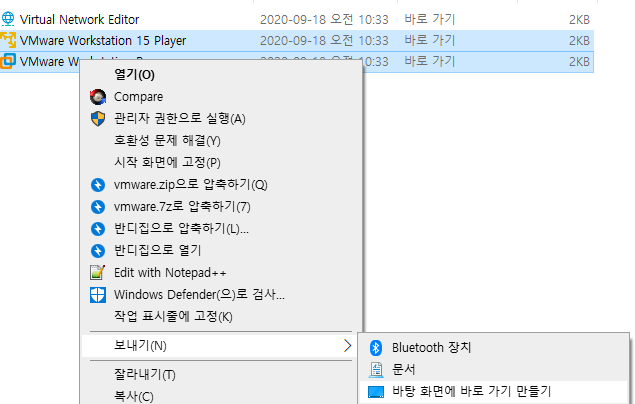 Virtual Network Editor 2020-09-18 오전 10:33 바로 가기 2KB
VMware Workstation 15 Player 2020-09-18 오전 10:33 바로 가기 2KB
VMware 10:33 바로 가기 2KB
열기(O)
Compare
관리자 권한으로 실행(A)
호환성 문제 해결(Y)
시작 화면에 고정(P)
vmware.zip으로 압축하기(Q)
vmware.7z로 압축하기(7)
반디집으로 압축하기(L)...
반디집으로 열기
Edit with Notepad++
Windows Defender(으)로 검사...
작업 표시줄에 고정(K)
보내기(N)
Bluetooth 장치
문서
바탕 화면에 바로 가기 만들기
잘라내기(T)
복사(C)